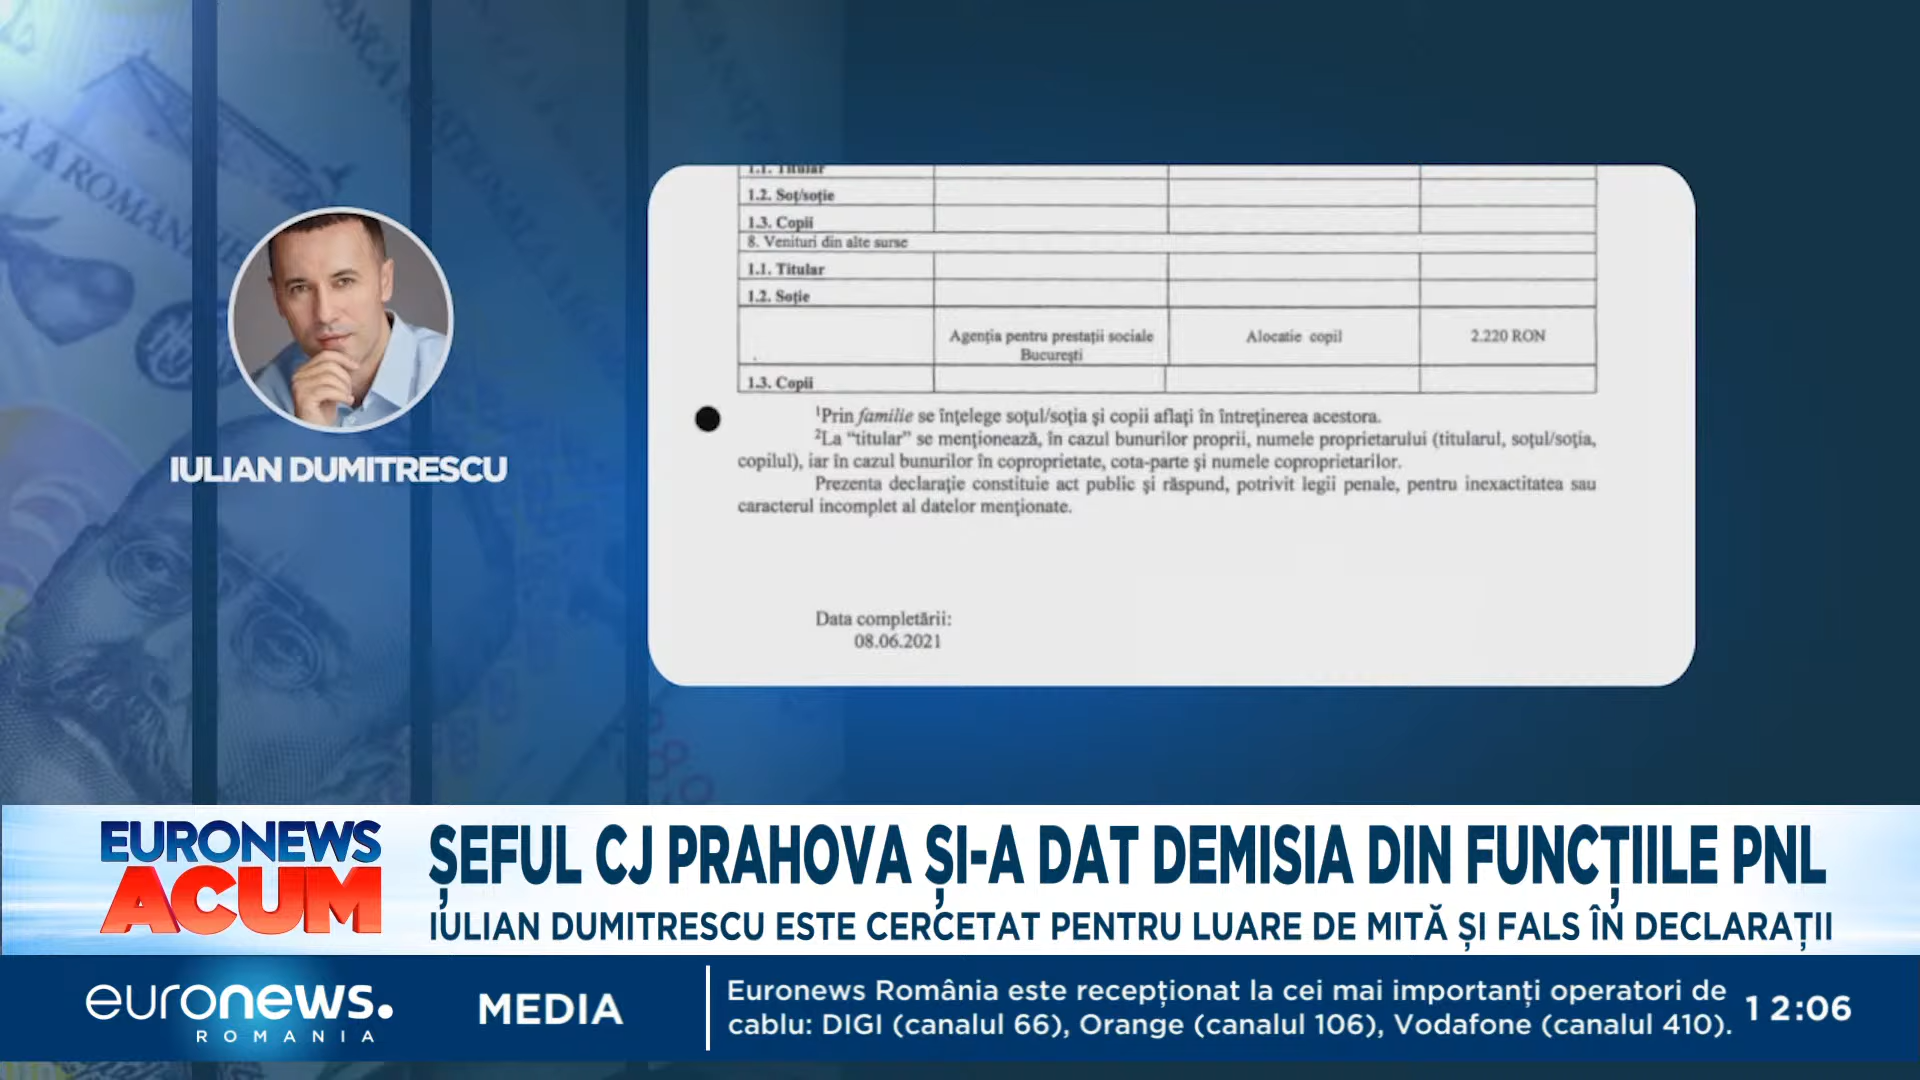 1.1. Titular
1.2. Soț/soție
1.3. Copii
8. Venituri din alte surse
1.1. Titular
1.2. Soție
Agenția pentru prestații sociale București Alocatie copil 2.220 RON
1.3. Copii
¹Prin familie se înțelege soțul/soția și copii aflați în întreținerea acestora.
²La “titular” se menționează, în cazul bunurilor proprii, numele proprietarului (titularul, soțul/soția,
copilul), iar în cazul bunurilor în coproprietate, cota-parte și numele coproprietarilor.
Prezenta declarație constituie act public și răspund, potrivit legii penale, pentru inexactitatea sau
caracterul incomplet al datelor menționate.
Data completării:
08.06.2021
IULIAN DUMITRESCU
EURONEWS
ACUM
ȘEFUL CJ PRAHOVA ȘI-A DAT DEMISIA DIN FUNCȚIILE PNL
IULIAN DUMITRESCU ESTE CERCETAT PENTRU LUARE DE MITĂ ȘI FALS ÎN DECLARAȚII
euronews.
ROMANIA
MEDIA
Euronews România este recepționat la cei mai importanți operatori de
cablu: DIGI (canalul 66), Orange (canalul 106), Vodafone (canalul 410).
12:06